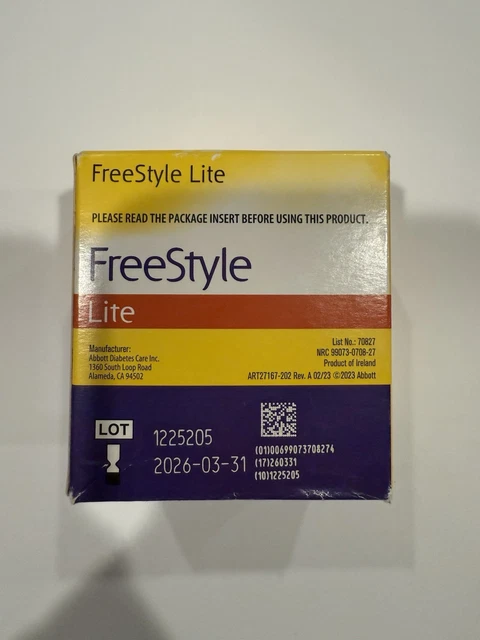 FreeStyle Lite
PLEASE READ THE PACKAGE INSERT BEFORE USING THIS PRODUCT.
FreeStyle
Lite
Manufacturer:
Abbott Diabetes Care Inc.
1360 South Loop Road
Alameda, CA 94502
List No.: 70827
NRC 99073-0708-27
Product of Ireland
ART27167-202 Rev. A 02/23 ©2023 Abbott
LOT
1225205
2026-03-31
(01)00699073708274
(17)260331
(10)1225205